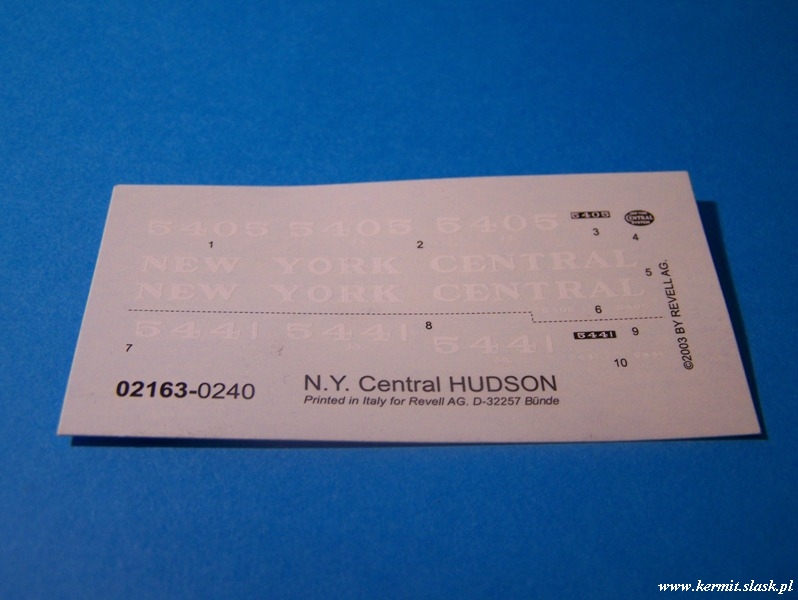 5405 5405 5405 5405
CENTRAL
1 2 3 4
NEW YORK CENTRAL
5
NEW YORK CENTRAL
6
5441 5441 5441 5441 9
7 8 10
02163-0240 N.Y. Central HUDSON
Printed in Italy for Revell AG. D-32257 Bünde
©2003 BY REVELL AG.
www.kermit.slask.pl